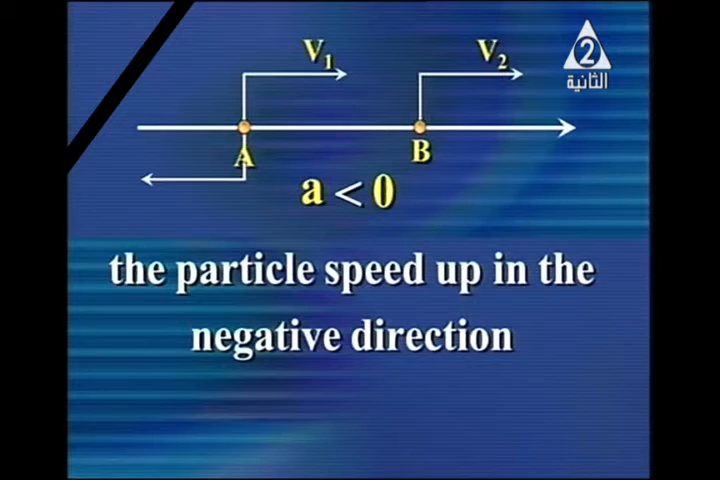 V₁ V₂
2
الثانية
A B
a < 0
the particle speed up in the
negative direction